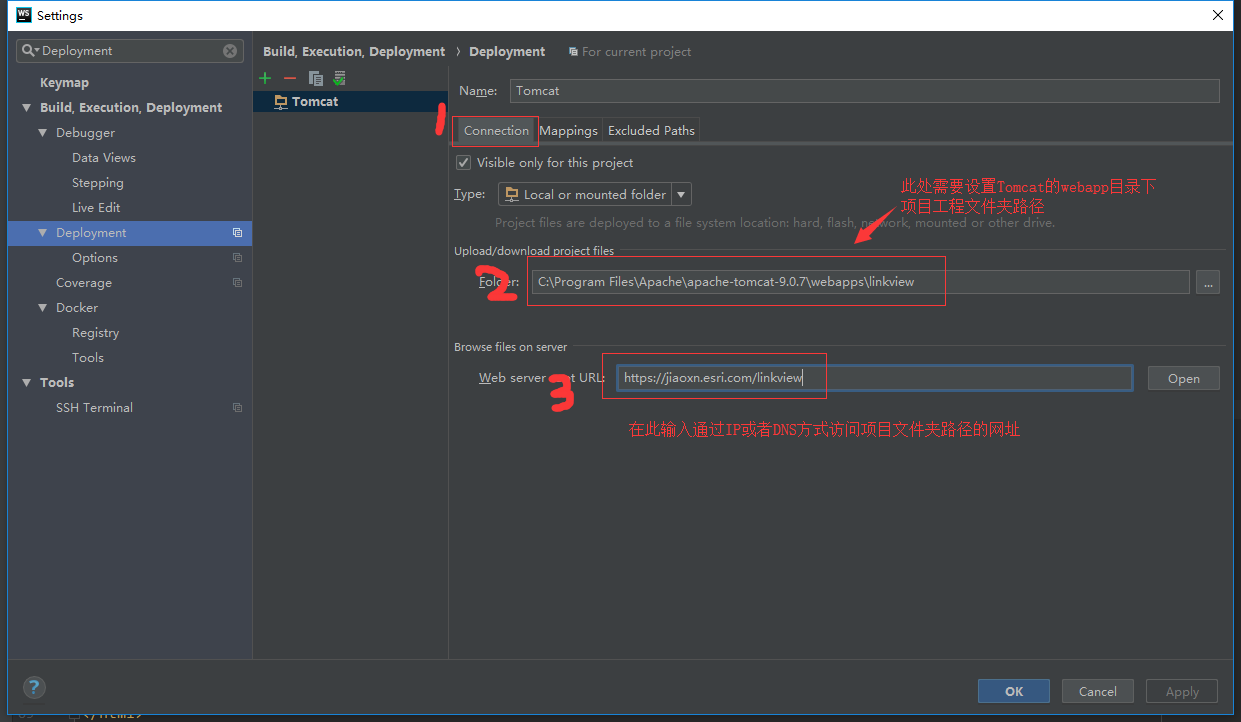 WS Settings
Deployment
Keymap
Build, Execution, Deployment
Debugger
Data Views
Stepping
Live Edit
Deployment
Options
Coverage
Docker
Registry
Tools
Tools
SSH Terminal
Build, Execution, Deployment › Deployment For current project
Tomcat
Name: Tomcat
1
Connection Mappings Excluded Paths
Visible only for this project
Type: Local or mounted folder
此处需要设置Tomcat的webapp目录下
项目工程文件夹路径
Project files are deployed to a file system location: hard, flash, network, mounted or other drive.
Upload/download project files
2
Folder: C:\Program Files\Apache\apache-tomcat-9.0.7\webapps\linkview ...
Browse files on server
3
Web server URL: https://jiaoxn.esri.com/linkview Open
在此输入通过IP或者DNS方式访问项目文件夹路径的网址
? OK Cancel Apply